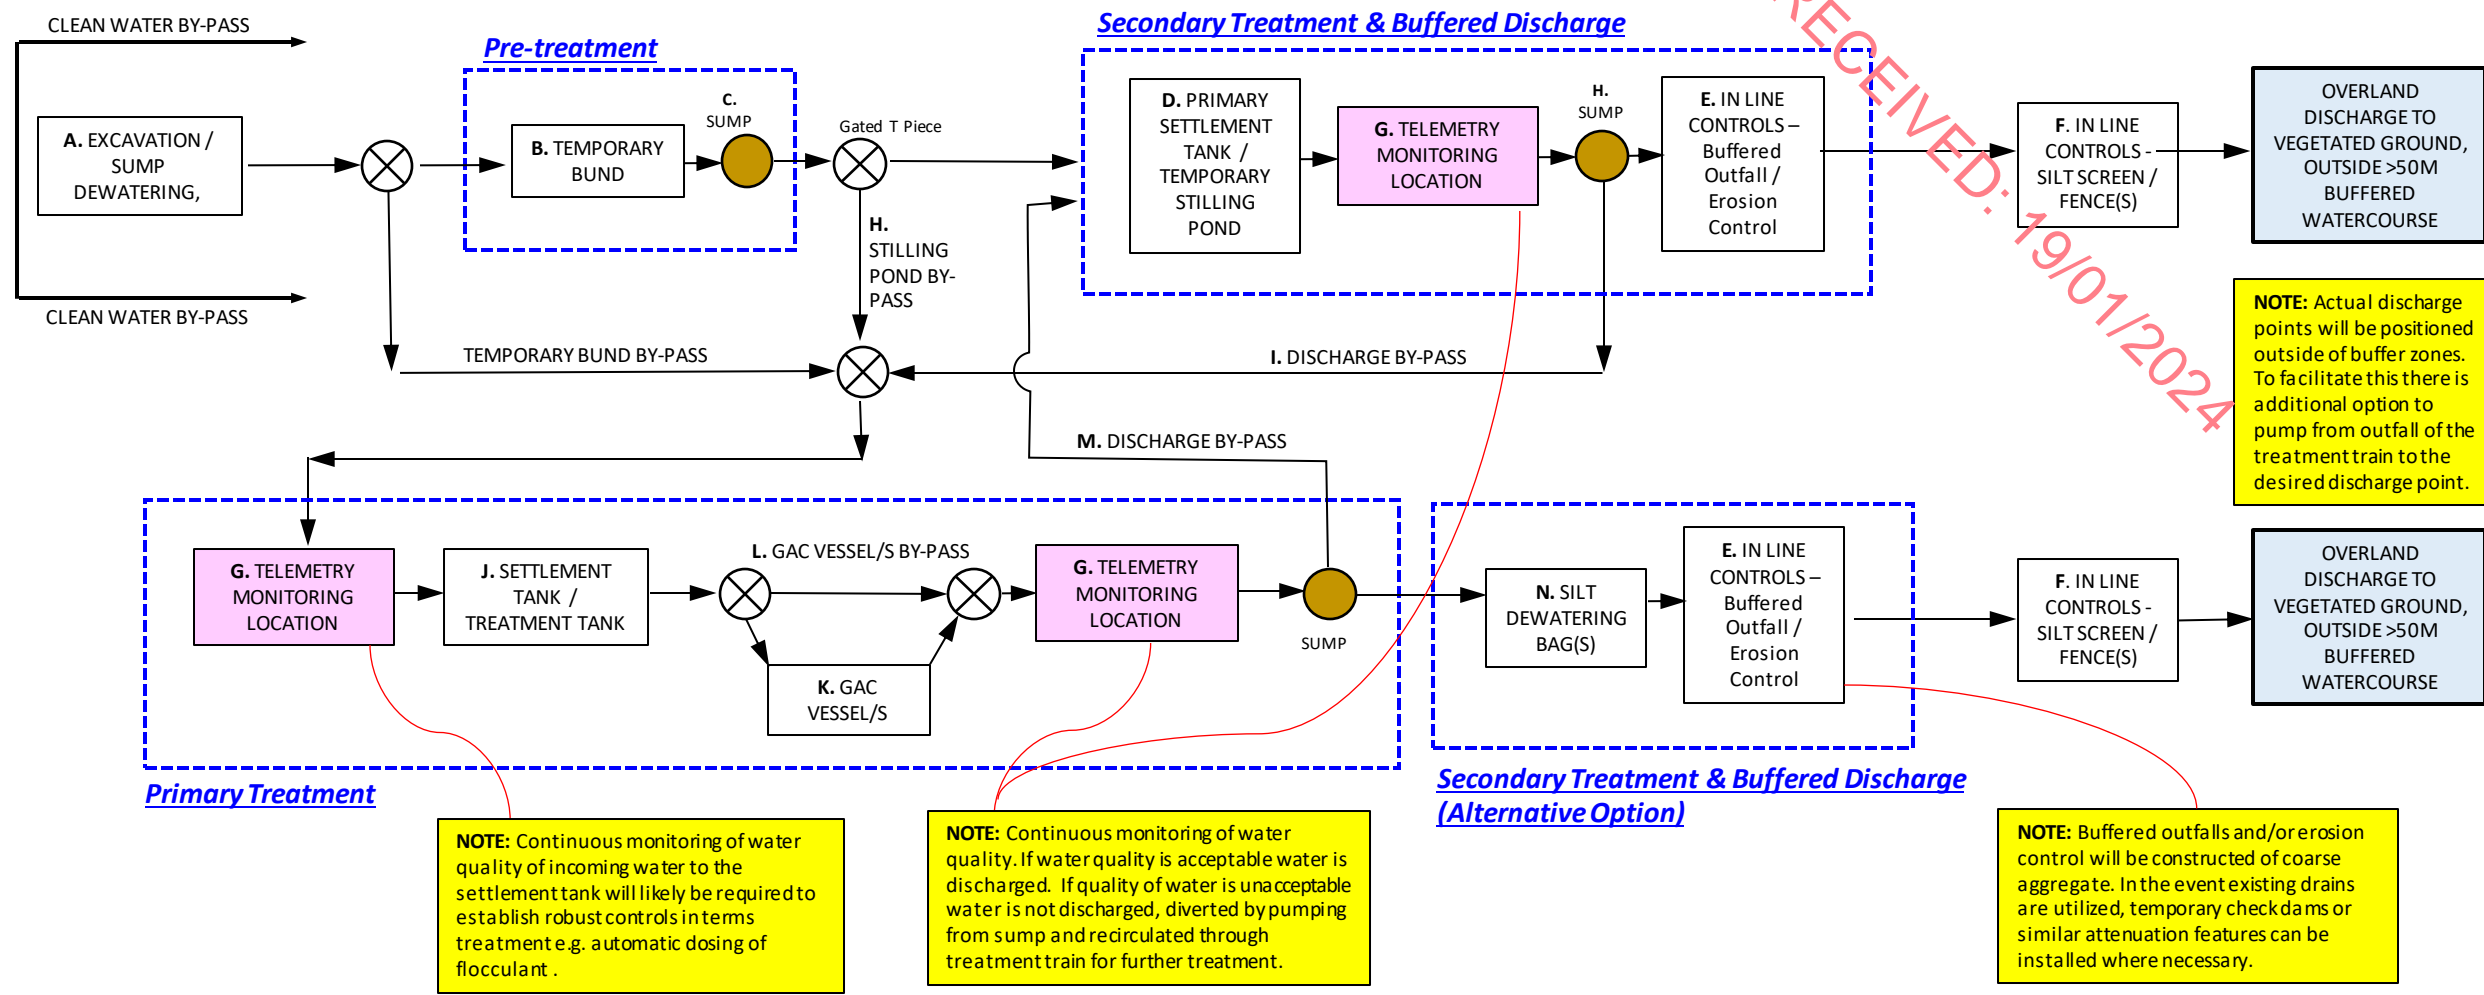 CLEAN WATER BY-PASS
Secondary Treatment & Buffered Discharge
RECEIVED: 19/01/2024
Pre-treatment
A. EXCAVATION /
SUMP
DEWATERING,
B. TEMPORARY
BUND
C.
SUMP
Gated T Piece
D. PRIMARY
SETTLEMENT
TANK /
TEMPORARY
STILLING
POND
G. TELEMETRY
MONITORING
LOCATION
H.
SUMP
E. IN LINE
CONTROLS –
Buffered
Outfall /
Erosion
Control
F. IN LINE
CONTROLS -
SILT SCREEN /
FENCE(S)
OVERLAND
DISCHARGE TO
VEGETATED GROUND,
OUTSIDE >50M
BUFFERED
WATERCOURSE
H.
STILLING
POND BY-
PASS
CLEAN WATER BY-PASS
TEMPORARY BUND BY-PASS
I. DISCHARGE BY-PASS
NOTE: Actual discharge
points will be positioned
outside of buffer zones.
To facilitate this there is
additional option to
pump from outfall of the
treatment train to the
desired discharge point.
M. DISCHARGE BY-PASS
G. TELEMETRY
MONITORING
LOCATION
J. SETTLEMENT
TANK /
TREATMENT TANK
L. GAC VESSEL/S BY-PASS
K. GAC
VESSEL/S
G. TELEMETRY
MONITORING
LOCATION
SUMP
N. SILT
DEWATERING
BAG(S)
E. IN LINE
CONTROLS –
Buffered
Outfall /
Erosion
Control
F. IN LINE
CONTROLS -
SILT SCREEN /
FENCE(S)
OVERLAND
DISCHARGE TO
VEGETATED GROUND,
OUTSIDE >50M
BUFFERED
WATERCOURSE
Primary Treatment
Secondary Treatment & Buffered Discharge
(Alternative Option)
NOTE: Continuous monitoring of water
quality of incoming water to the
settlement tank will likely be required to
establish robust controls in terms
treatment e.g. automatic dosing of
flocculant .
NOTE: Continuous monitoring of water
quality. If water quality is acceptable water is
discharged. If quality of water is unacceptable
water is not discharged, diverted by pumping
from sump and recirculated through
treatment train for further treatment.
NOTE: Buffered outfalls and/or erosion
control will be constructed of coarse
aggregate. In the event existing drains
are utilized, temporary check dams or
similar attenuation features can be
installed where necessary.